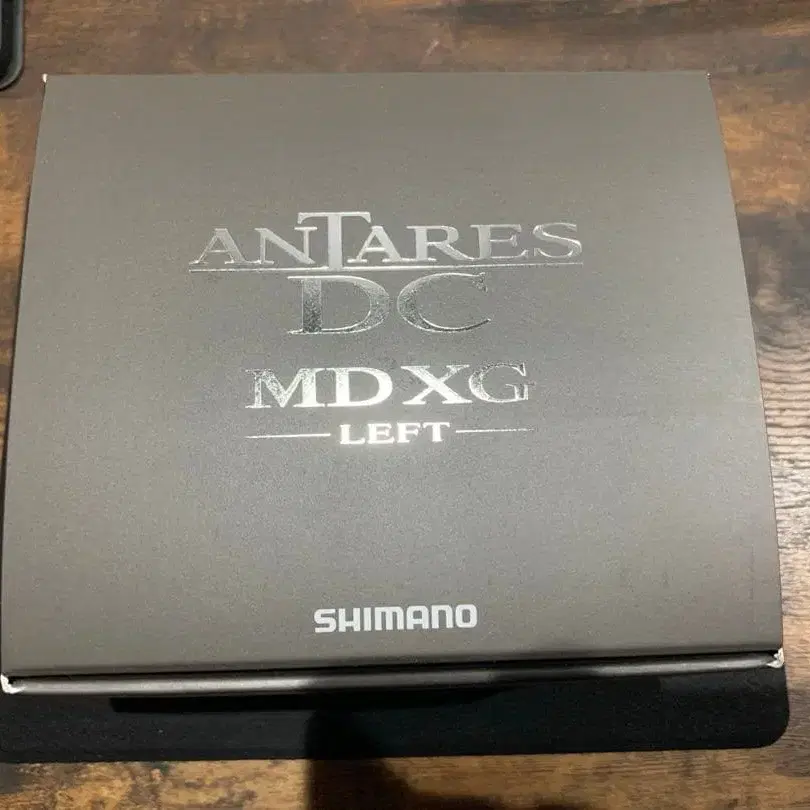 ANTARES
DC
MD XG
LEFT
SHIMANO